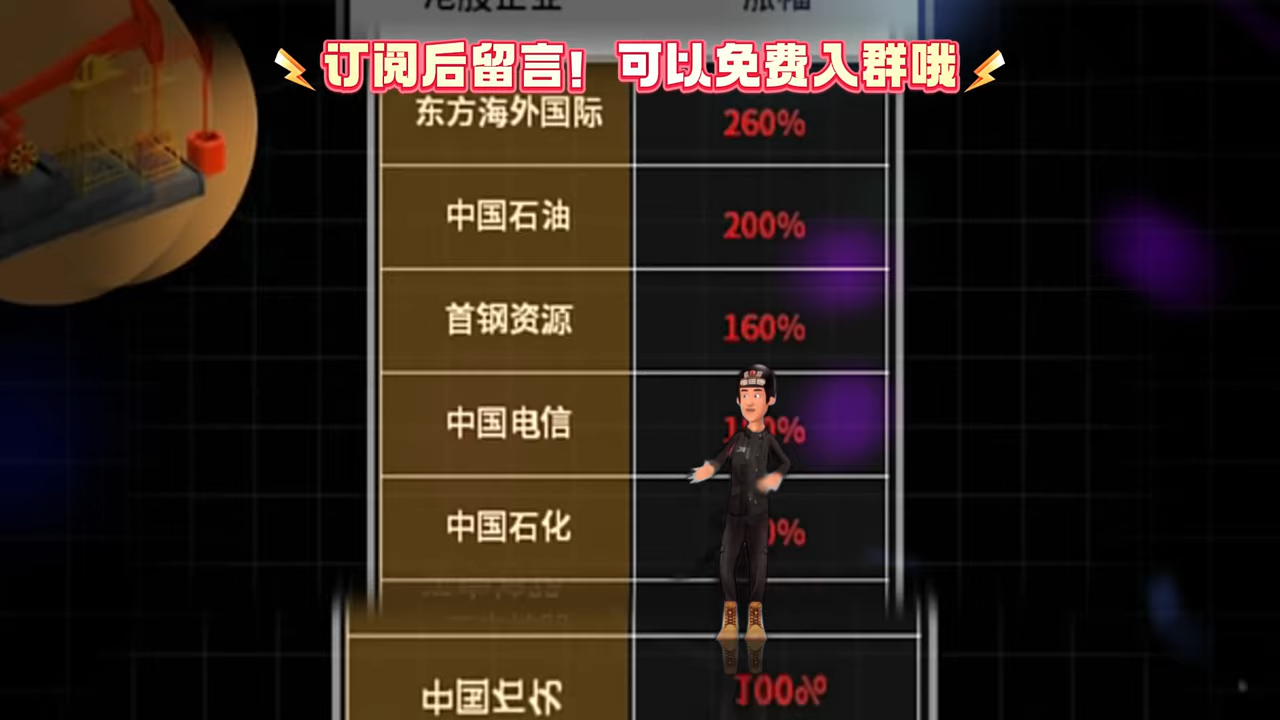 订阅后留言！可以免费入群哦
东方海外国际 260%
中国石油 200%
首钢资源 160%
中国电信
中国石化
100%